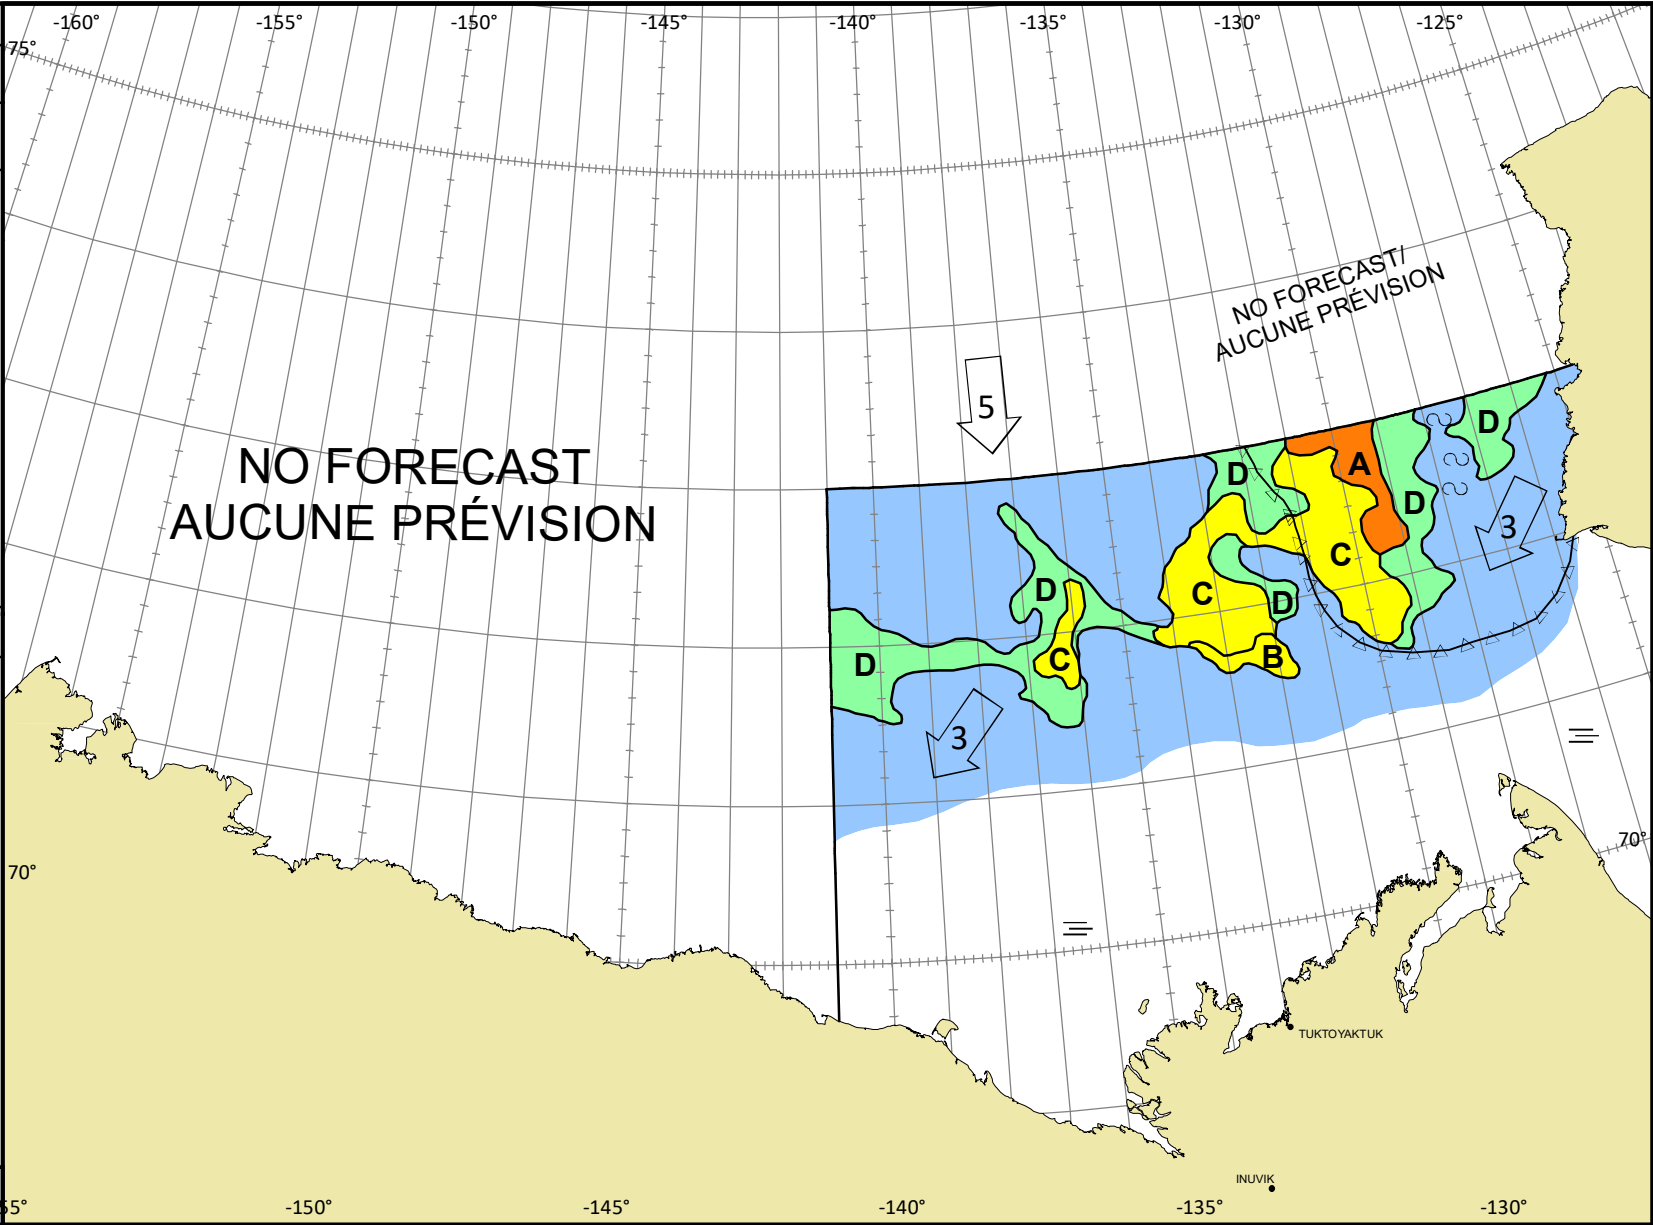 -160° -155° -150° -145° -140° -135° -130° -125°
75°
NO FORECAST/
AUCUNE PRÉVISION
5
NO FORECAST
AUCUNE PRÉVISION
D
D
A
D
3
C
D
C
D
D
C
B
3
70°
70°
TUKTOYAKTUK
INUVIK
55° -150° -145° -140° -135° -130°